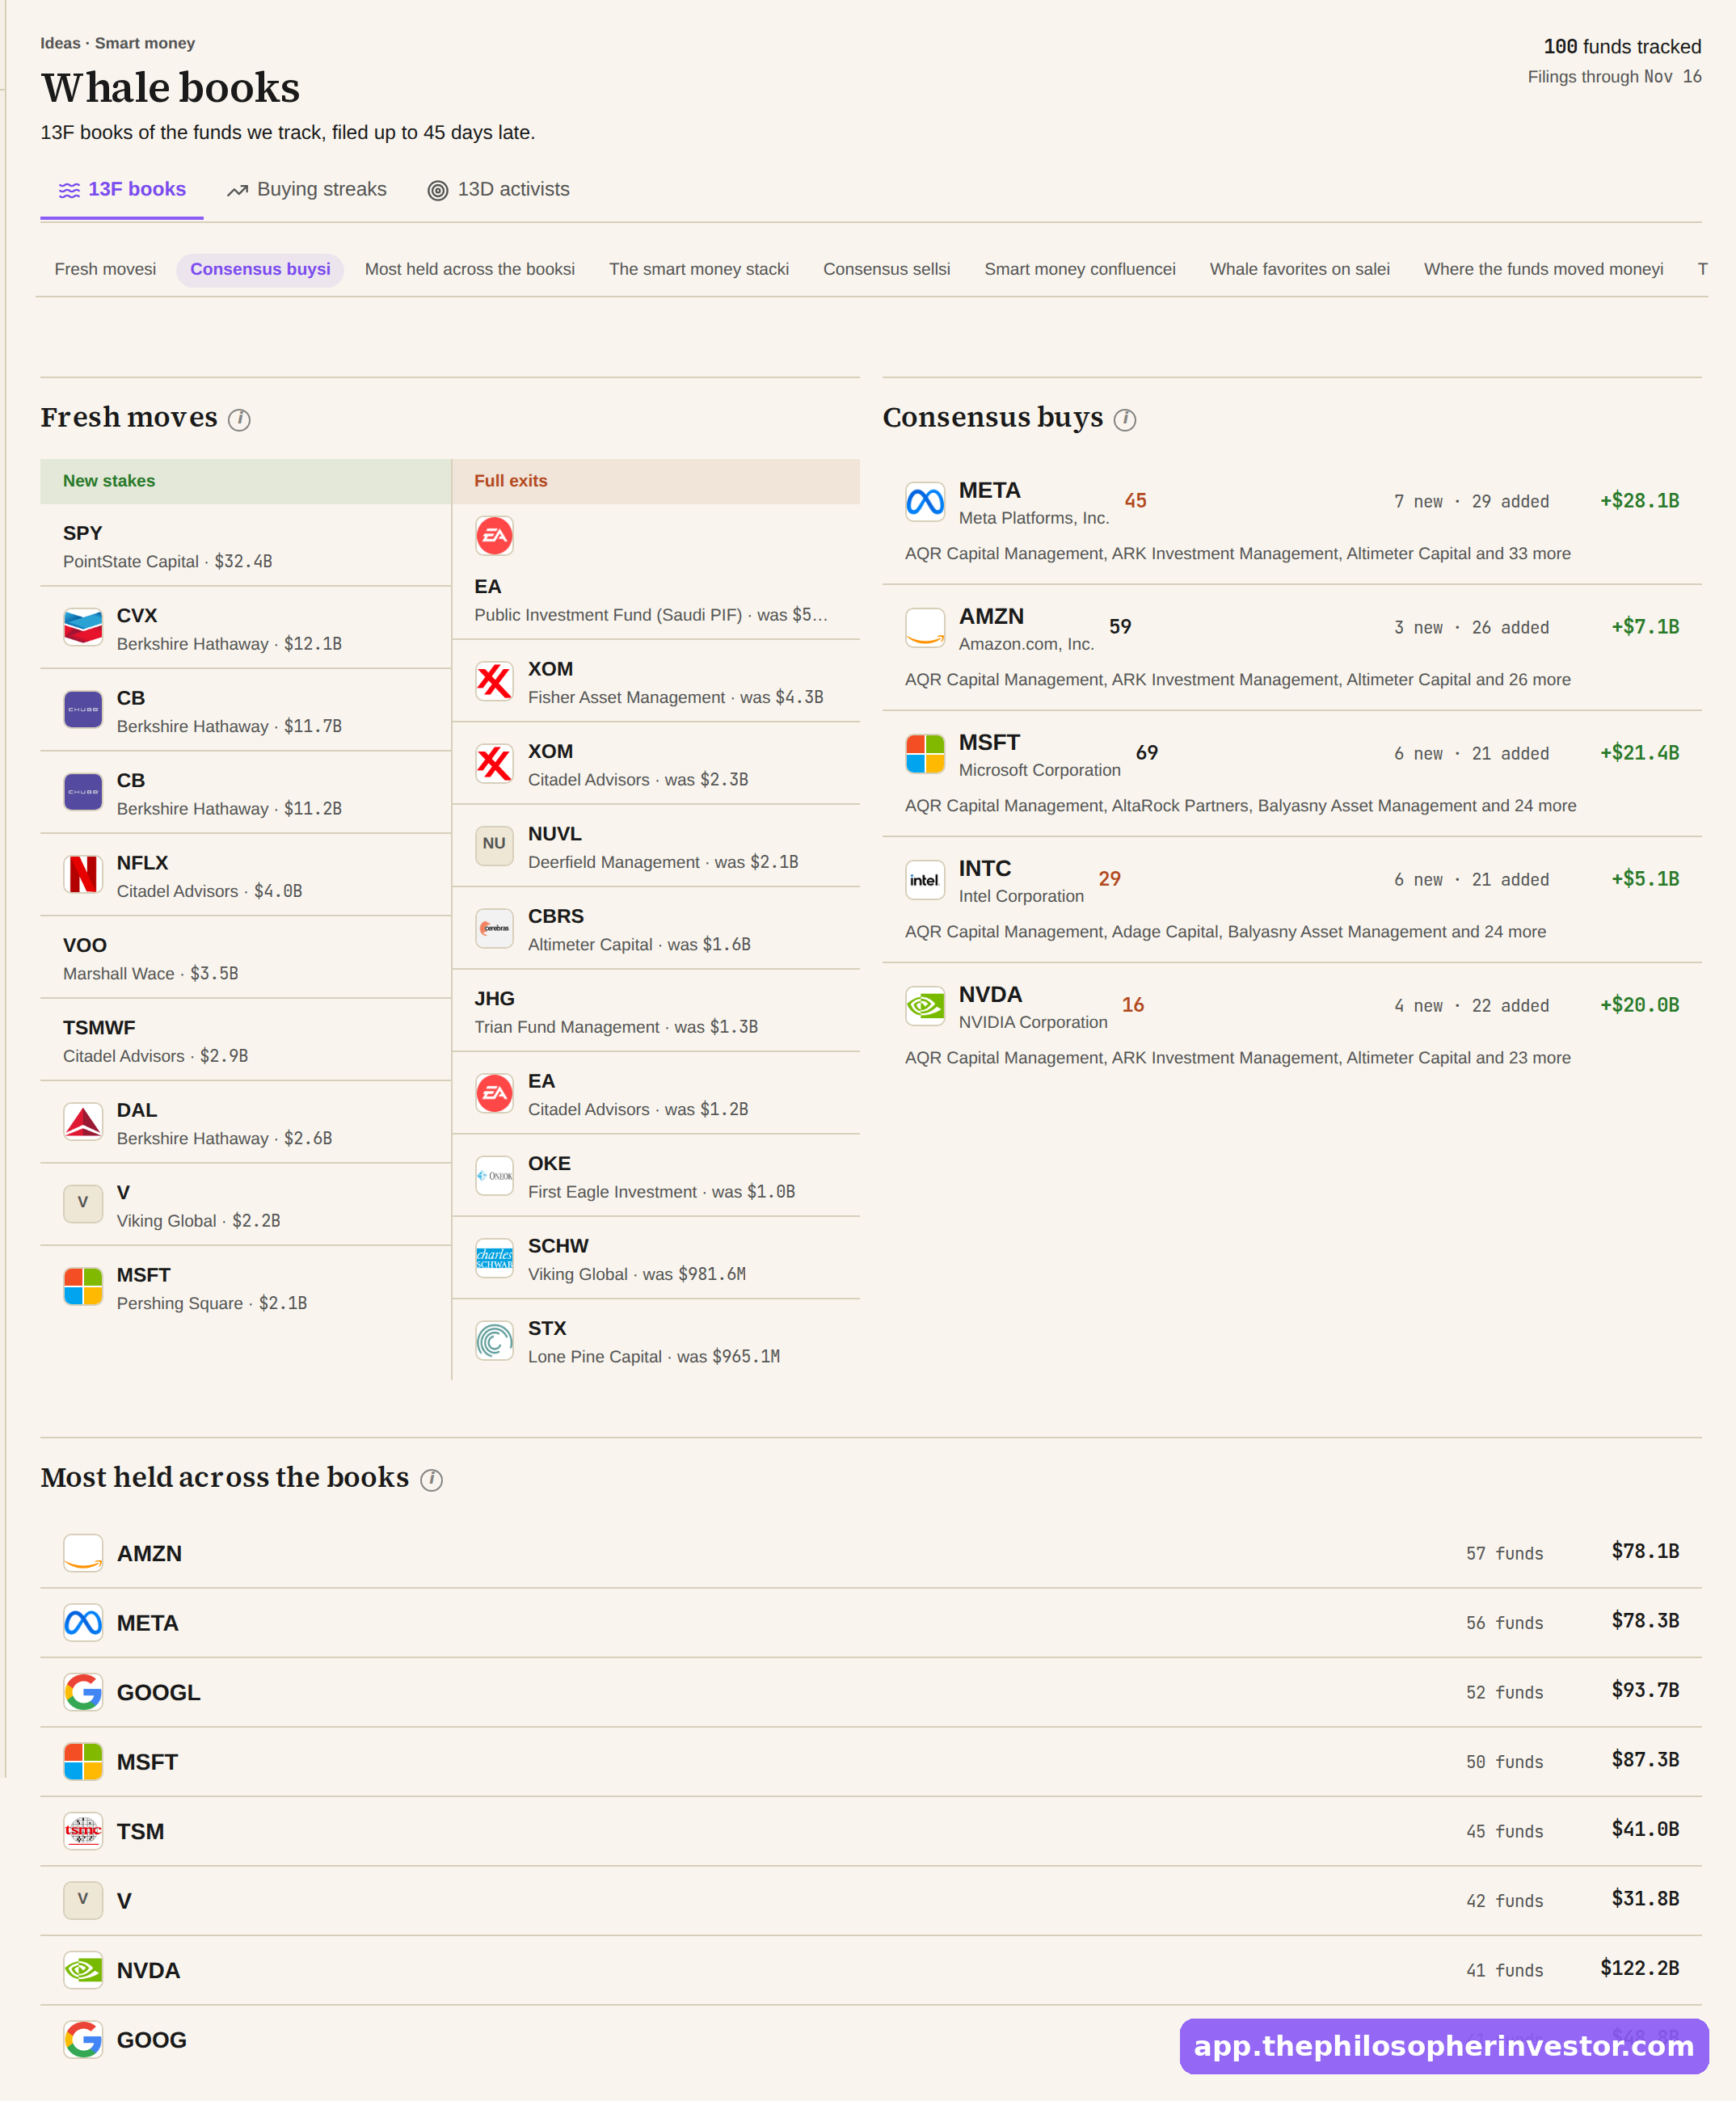 Ideas · Smart money
Whale books
13F books of the funds we track, filed up to 45 days late.
100 funds tracked
Filings through Nov 16
13F books
Buying streaks
13D activists
Fresh movesi
Consensus buysi
Most held across the booksi
The smart money stacki
Consensus sellsi
Smart money confluencei
Whale favorites on salei
Where the funds moved moneyi
T
Fresh moves i
New stakes
SPY
PointState Capital · $32.4B
CVX
Berkshire Hathaway · $12.1B
CHUBB
CB
Berkshire Hathaway · $11.7B
CHUBB
CB
Berkshire Hathaway · $11.2B
N
NFLX
Citadel Advisors · $4.0B
VOO
Marshall Wace · $3.5B
TSMWF
Citadel Advisors · $2.9B
DAL
Berkshire Hathaway · $2.6B
V
V
Viking Global · $2.2B
MSFT
Pershing Square · $2.1B
Full exits
EA
EA
Public Investment Fund (Saudi PIF) · was $5…
XOM
Fisher Asset Management · was $4.3B
XOM
Citadel Advisors · was $2.3B
NU
NUVL
Deerfield Management · was $2.1B
cerebras
CBRS
Altimeter Capital · was $1.6B
JHG
Trian Fund Management · was $1.3B
EA
EA
Citadel Advisors · was $1.2B
ONEOK
OKE
First Eagle Investment · was $1.0B
charles
SCHWAB
SCHW
Viking Global · was $981.6M
STX
Lone Pine Capital · was $965.1M
Consensus buys i
META
45
7 new · 29 added
+$28.1B
Meta Platforms, Inc.
AQR Capital Management, ARK Investment Management, Altimeter Capital and 33 more
AMZN
59
3 new · 26 added
+$7.1B
Amazon.com, Inc.
AQR Capital Management, ARK Investment Management, Altimeter Capital and 26 more
MSFT
69
6 new · 21 added
+$21.4B
Microsoft Corporation
AQR Capital Management, AltaRock Partners, Balyasny Asset Management and 24 more
intel
INTC
29
6 new · 21 added
+$5.1B
Intel Corporation
AQR Capital Management, Adage Capital, Balyasny Asset Management and 24 more
NVDA
16
4 new · 22 added
+$20.0B
NVIDIA Corporation
AQR Capital Management, ARK Investment Management, Altimeter Capital and 23 more
Most held across the books i
AMZN 57 funds $78.1B
META 56 funds $78.3B
G GOOGL 52 funds $93.7B
MSFT 50 funds $87.3B
tsmc TSM 45 funds $41.0B
V V 42 funds $31.8B
NVDA 41 funds $122.2B
G GOOG
app.thephilosopherinvestor.com